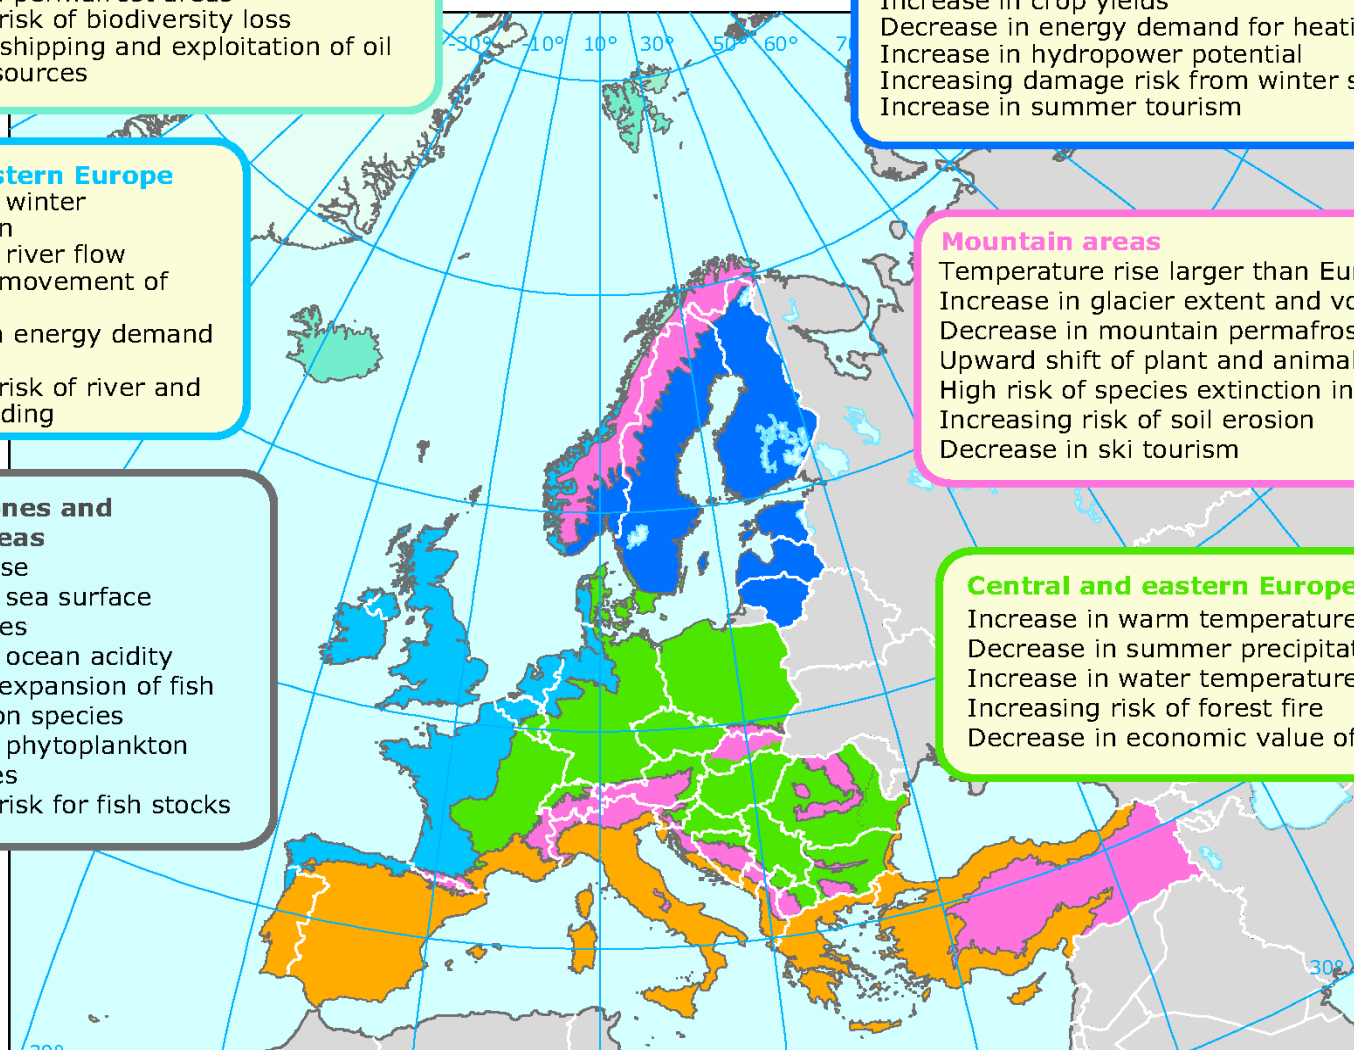 permafrost areas
risk of biodiversity loss
shipping and exploitation of oil
sources
Increase in crop yields
Decrease in energy demand for heati
Increase in hydropower potential
Increasing damage risk from winter s
Increase in summer tourism
-30° -10° 10° 30° 50° 60° 70
stern Europe
winter
n
river flow
movement of
n energy demand
risk of river and
ding
Mountain areas
Temperature rise larger than Eu
Increase in glacier extent and vo
Decrease in mountain permafros
Upward shift of plant and animal
High risk of species extinction in
Increasing risk of soil erosion
Decrease in ski tourism
ones and
eas
se
sea surface
es
ocean acidity
expansion of fish
on species
phytoplankton
es
risk for fish stocks
Central and eastern Europe
Increase in warm temperature
Decrease in summer precipitat
Increase in water temperature
Increasing risk of forest fire
Decrease in economic value of
30°